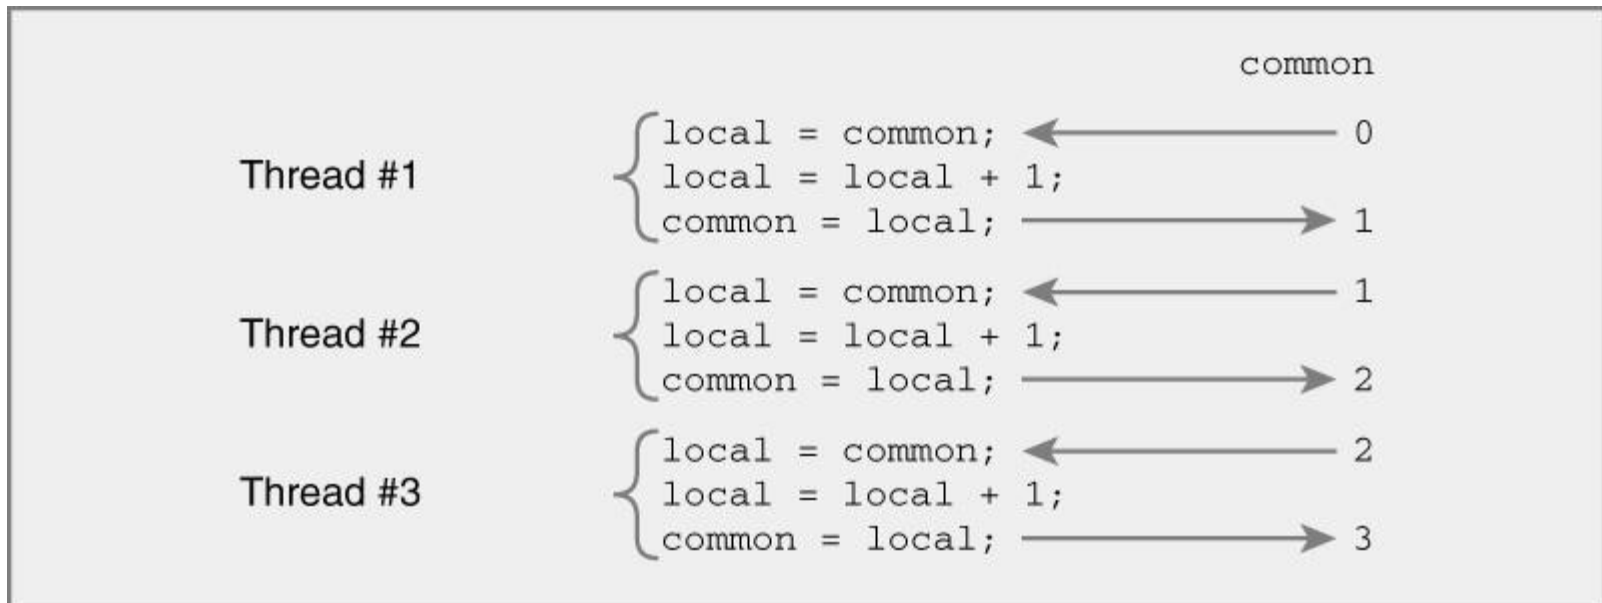 common
local = common; 0
Thread #1 local = local + 1;
common = local; 1
local = common; 1
Thread #2 local = local + 1;
common = local; 2
local = common; 2
Thread #3 local = local + 1;
common = local; 3